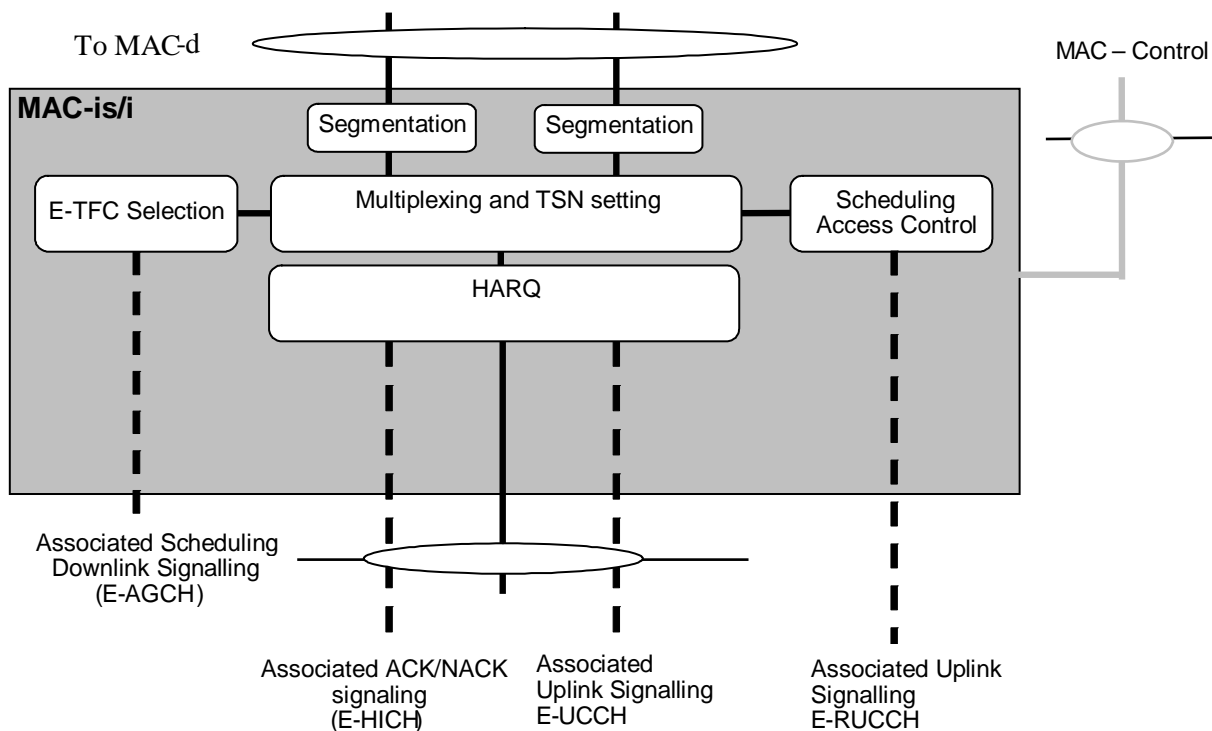 To MAC-d
MAC – Control
MAC-is/i
Segmentation
Segmentation
E-TFC Selection
Multiplexing and TSN setting
Scheduling
Access Control
HARQ
Associated Scheduling
Downlink Signalling
(E-AGCH)
Associated ACK/NACK
signaling
(E-HICH)
Associated
Uplink Signalling
E-UCCH
Associated Uplink
Signalling
E-RUCCH